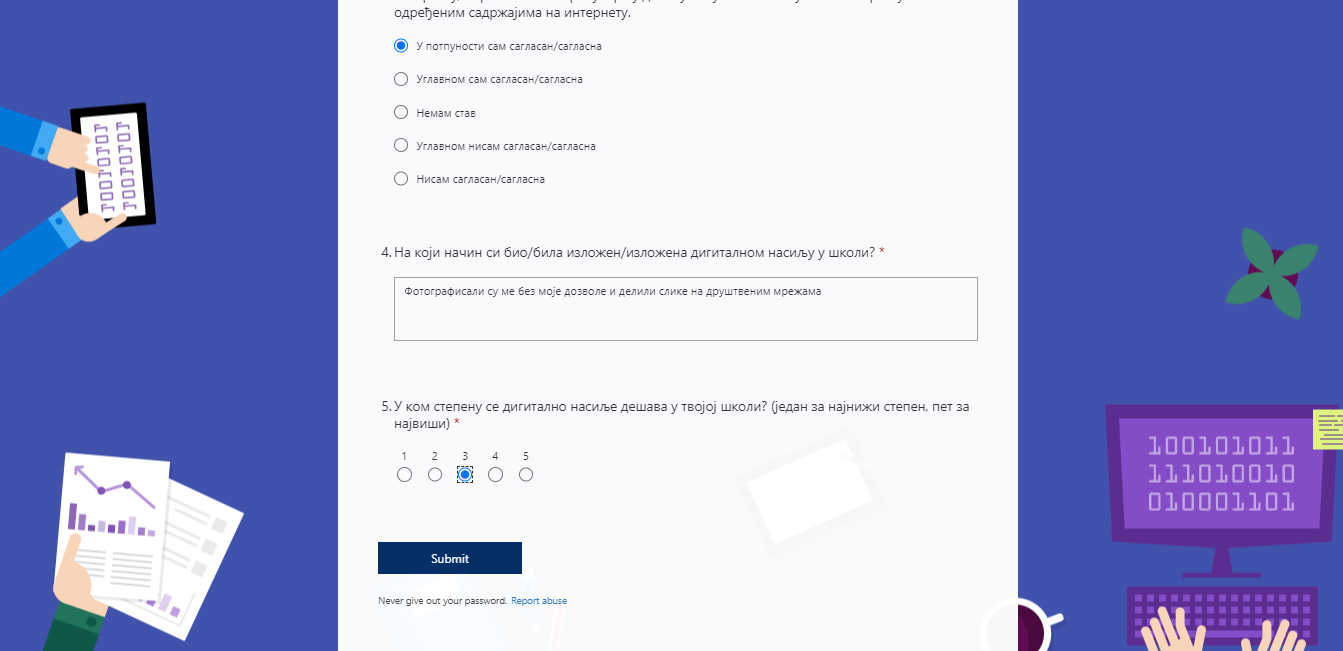 одређеним садржајима на интернету.
У потпуности сам сагласан/сагласна
Углавном сам сагласан/сагласна
Немам став
Углавном нисам сагласан/сагласна
Нисам сагласан/сагласна
4. На који начин си био/била изложен/изложена дигиталном насиљу у школи? *
Фотографисали су ме без моје дозволе и делили слике на друштвеним мрежама
5. У ком степену се дигитално насиље дешава у твојој школи? (један за најнижи степен, пет за
највиши) *
1 2 3 4 5
Submit
Never give out your password. Report abuse
100101011
111010010
010001101